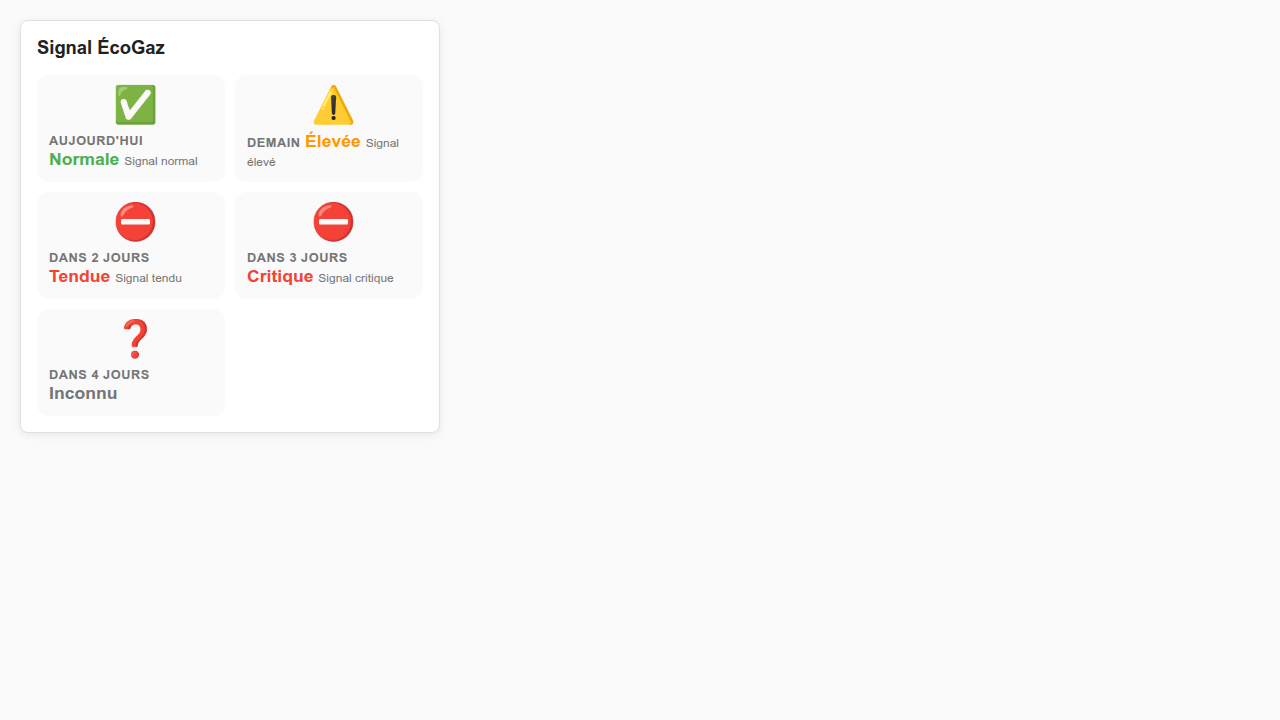 Signal ÉcoGaz
AUJOURD'HUI
Normale Signal normal
DEMAIN Élevée Signal
élevé
DANS 2 JOURS
Tendue Signal tendu
DANS 3 JOURS
Critique Signal critique
DANS 4 JOURS
Inconnu